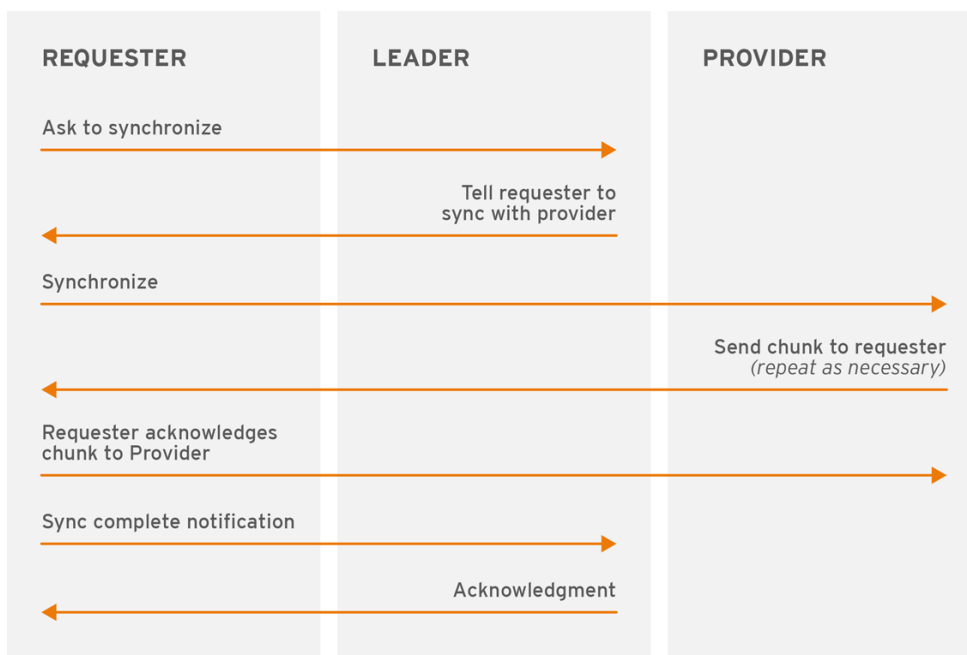 REQUESTER
LEADER
PROVIDER
Ask to synchronize
Tell requester to
sync with provider
Synchronize
Send chunk to requester
(repeat as necessary)
Requester acknowledges
chunk to Provider
Sync complete notification
Acknowledgment